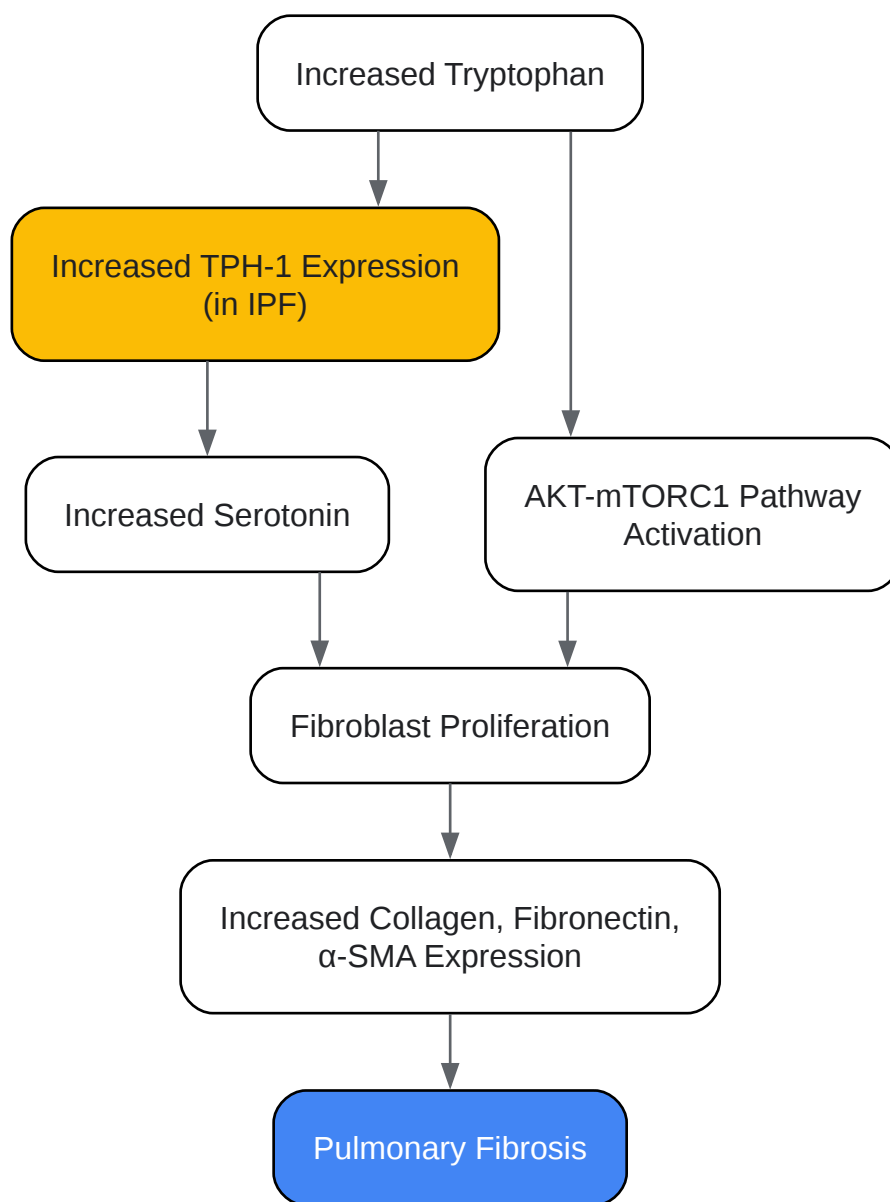 Increased Tryptophan
Increased TPH-1 Expression
(in IPF)
Increased Serotonin
AKT-mTORC1 Pathway
Activation
Fibroblast Proliferation
Increased Collagen, Fibronectin,
α-SMA Expression
Pulmonary Fibrosis